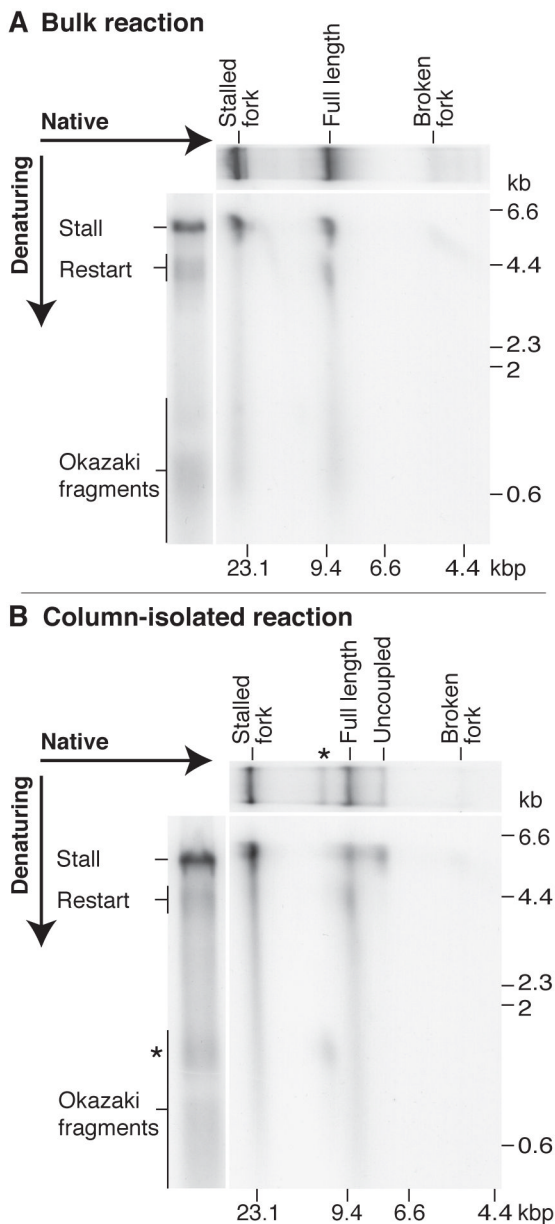 A Bulk reaction
Stalled
fork
Full length
Broken
fork
Native
Denaturing
kb
Stall
Restart
Okazaki
fragments
6.6
4.4
2.3
2
0.6
23.1
9.4
6.6
4.4 kbp
B Column-isolated reaction
Stalled
fork
*
Full length
Uncoupled
Broken
fork
Native
Denaturing
kb
Stall
Restart
*
Okazaki
fragments
6.6
4.4
2.3
2
0.6
23.1
9.4
6.6
4.4 kbp